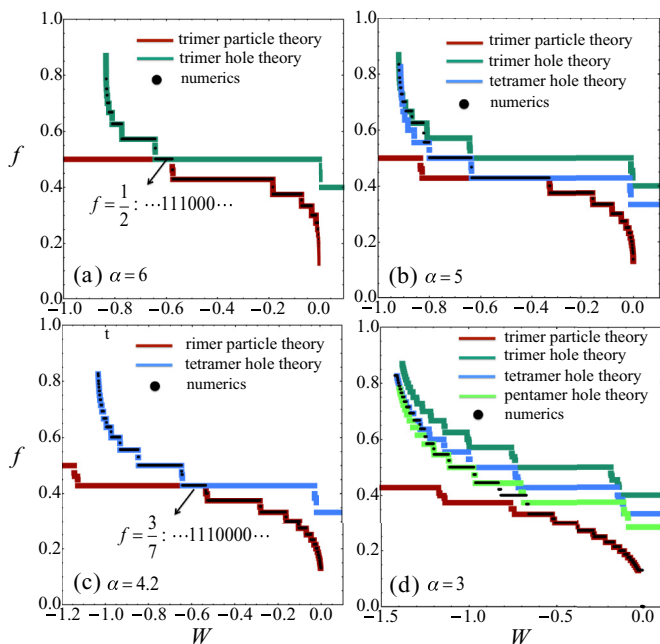 trimer particle theory
trimer hole theory
numerics
1.0
0.8
0.6
f
0.4
0.2
f = 1/2 : ⋯111000⋯
(a) α=6
-1.0 -0.8 -0.6 -0.4 -0.2 0.0
trimer particle theory
trimer hole theory
tetramer hole theory
numerics
1.0
0.8
0.6
0.4
0.2
0.0
(b) α=5
-1.0 -0.8 -0.6 -0.4 -0.2 0.0
t
rimer particle theory
tetramer hole theory
numerics
1.0
0.8
0.6
f
0.4
0.2
0.0
f = 3/7 : ⋯1110000⋯
(c) α=4.2
-1.2 -1.0 -0.8 -0.6 -0.4 -0.2 0.0
W
trimer particle theory
trimer hole theory
tetramer hole theory
pentamer hole theory
numerics
1.0
0.8
0.6
0.4
0.2
0.0
(d) α=3
-1.5 -1.0 -0.5 0.0
W